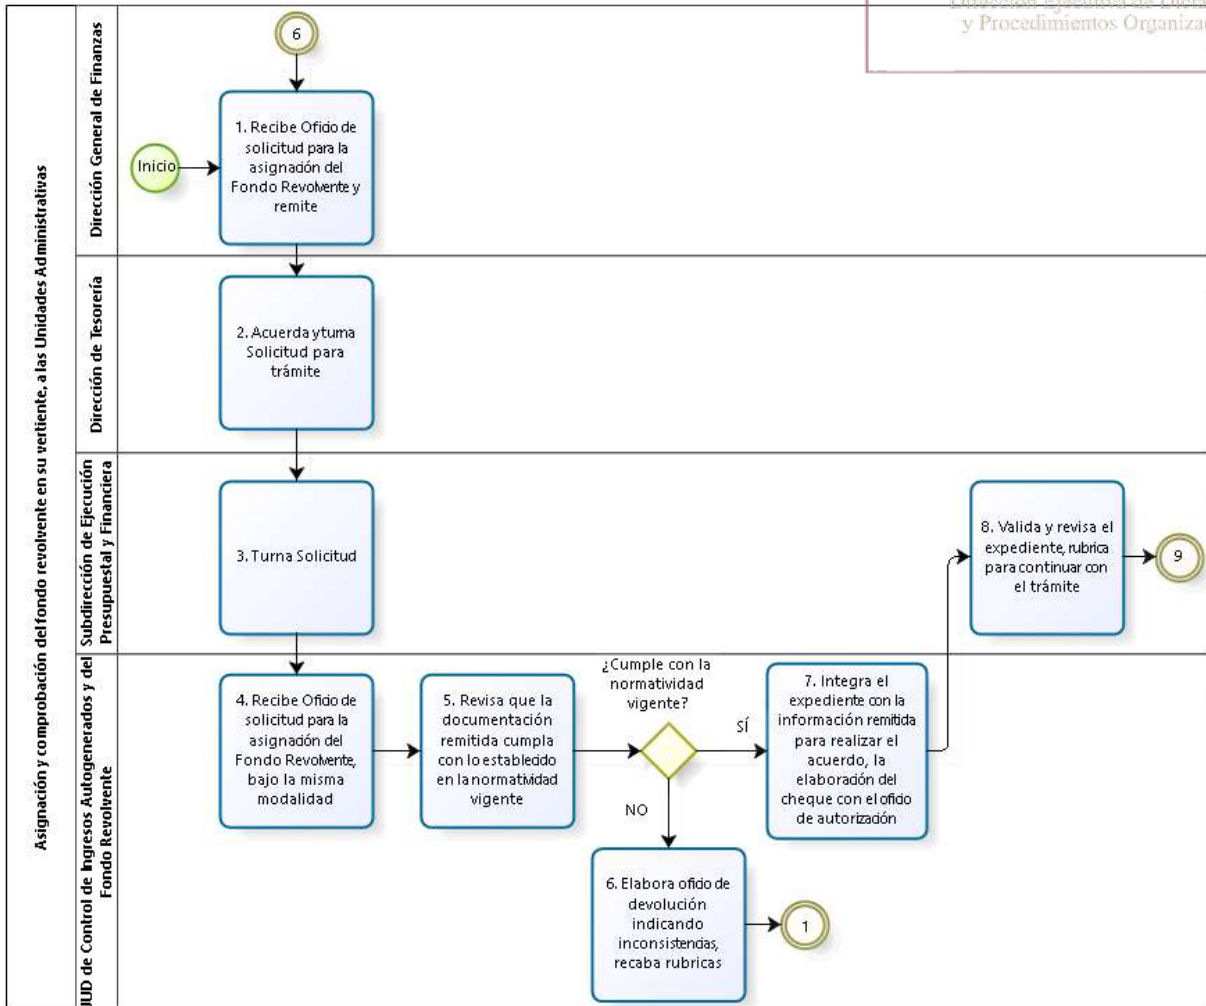 Dirección Ejecutiva de Dicta
y Procedimientos Organiza
Asignación y comprobación del fondo revolvente en su vertiente, a las Unidades Administrativas
Dirección General de Finanzas
6
Inicio
1. Recibe Oficio de
solicitud para la
asignación del
Fondo Revolvente y
remite
Dirección de Tesorería
2. Acuerda y turna
Solicitud para
trámite
Subdirección de Ejecución
Presupuestal y Financiera
3. Turna Solicitud
8. Valida y revisa el
expediente, rubrica
para continuar con
el trámite
9
JUD de Control de Ingresos Autogenerados y del
Fondo Revolvente
4. Recibe Oficio de
solicitud para la
asignación del
Fondo Revolvente,
bajo la misma
modalidad
5. Revisa que la
documentación
remitida cumpla
con lo establecido
en la normatividad
vigente
¿Cumple con la
normatividad
vigente?
SÍ
NO
7. Integra el
expediente con la
información remitida
para realizar el
acuerdo, la
elaboración del
cheque con el oficio
de autorización
6. Elabora oficio de
devolución
indicando
inconsistencias,
recaba rubricas
1